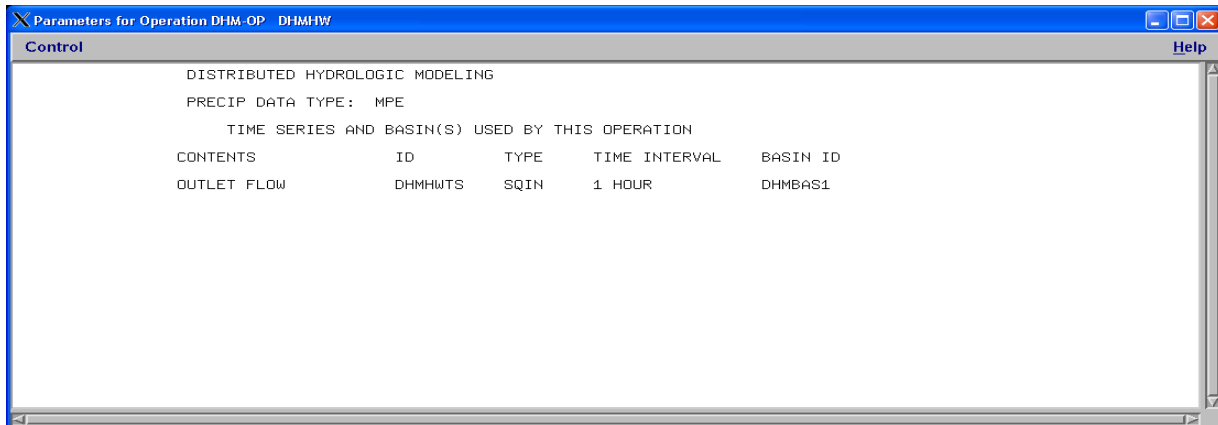 Parameters for Operation DHM-OP DHMHW
Control Help
DISTRIBUTED HYDROLOGIC MODELING
PRECIP DATA TYPE: MPE
TIME SERIES AND BASIN(S) USED BY THIS OPERATION
CONTENTS ID TYPE TIME INTERVAL BASIN ID
OUTLET FLOW DHMHWTS SQIN 1 HOUR DHMBAS1